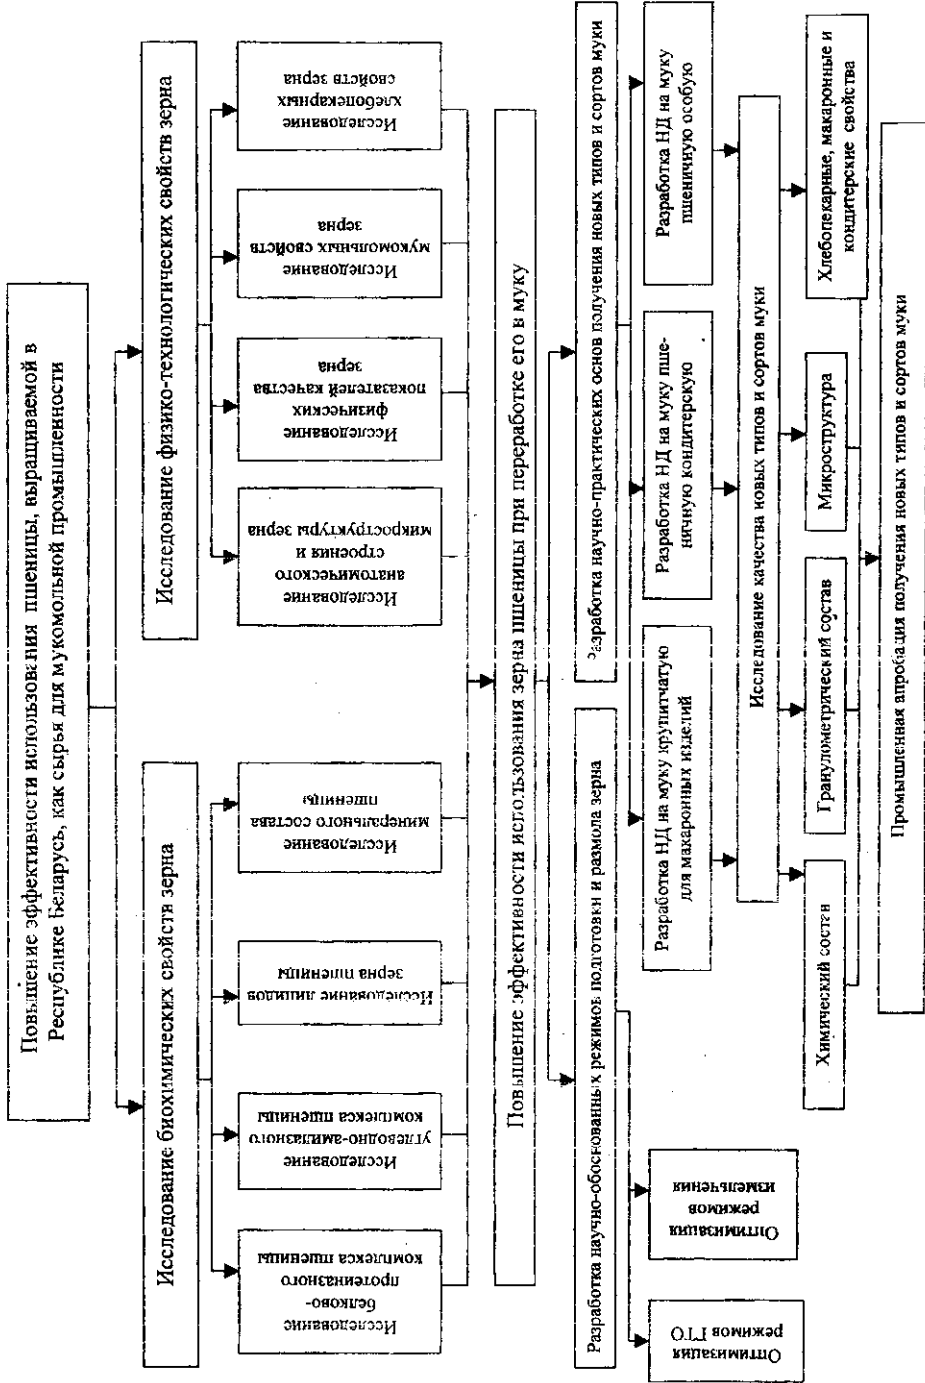 Повышение эффективности использования пшеницы, выращиваемой в
Республике Беларусь, как сырья для мукомольной промышленности
Исследование биохимических свойств зерна
Исследование физико-технологических свойств зерна
Исследование
белково-
протеиназного
комплекса пшеницы
Исследование
углеводно-амилазного
комплекса пшеницы
Исследование липидов
зерна пшеницы
Исследование
минерального состава
пшеницы
Исследование
анатомического
строения и
микроструктуры зерна
Исследование
физических
показателей качества
зерна
Исследование
мукомольных свойств
зерна
Исследование
хлебопекарных
свойств зерна
Повышение эффективности использования зерна пшеницы при переработке его в муку
Разработка научно-обоснованных режимов подготовки и размола зерна
Разработка научно-практических основ получения новых типов и сортов муки
Оптимизация
режимов ГТО
Оптимизация
режимов
измельчения
Разработка НД на муку крупитчатую
для макаронных изделий
Разработка НД на муку пше-
ничную кондитерскую
Разработка НД на муку
пшеничную особую
Исследование качества новых типов и сортов муки
Химический состав
Гранулометрический состав
Микроструктура
Хлебопекарные, макаронные и
кондитерские свойства
Промышленная апробация получения новых типов и сортов муки